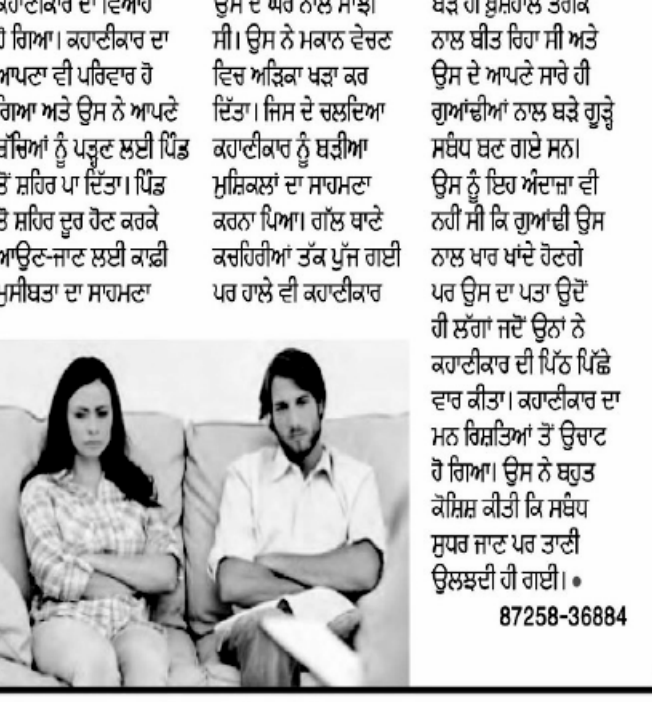 ਕਹਾਣੀਕਾਰ ਦਾ ਵਿਆਹ
ਹੋ ਗਿਆ। ਕਹਾਣੀਕਾਰ ਦਾ
ਆਪਣਾ ਵੀ ਪਰਿਵਾਰ ਹੋ
ਗਿਆ ਅਤੇ ਉਸ ਨੇ ਆਪਣੇ
ਬੱਚਿਆਂ ਨੂੰ ਪੜ੍ਹਣ ਲਈ ਪਿੰਡ
ਤੋਂ ਸ਼ਹਿਰ ਪਾ ਦਿੱਤਾ। ਪਿੰਡ
ਤੋ ਸ਼ਹਿਰ ਦੂਰ ਹੋਣ ਕਰਕੇ
ਆਉਣ-ਜਾਣ ਲਈ ਕਾਫ਼ੀ
ਮੁਸੀਬਤਾ ਦਾ ਸਾਹਮਣਾ
ਉਸ ਦੇ ਘਰ ਨਾਲ ਸਾਂਝੀ
ਸੀ। ਉਸ ਨੇ ਮਕਾਨ ਵੇਚਣ
ਵਿਚ ਅੜਿਕਾ ਖੜਾ ਕਰ
ਦਿੱਤਾ। ਜਿਸ ਦੇ ਚਲਦਿਆ
ਕਹਾਣੀਕਾਰ ਨੂੰ ਬੜੀਆ
ਮੁਸ਼ਿਕਲਾਂ ਦਾ ਸਾਹਮਣਾ
ਕਰਨਾ ਪਿਆ। ਗੱਲ ਥਾਣੇ
ਕਚਹਿਰੀਆਂ ਤੱਕ ਪੁੱਜ ਗਈ
ਪਰ ਹਾਲੇ ਵੀ ਕਹਾਣੀਕਾਰ
ਬੜੇ ਹੀ ਖ਼ੁਸ਼ਹਾਲ ਤਰੀਕੇ
ਨਾਲ ਬੀਤ ਰਿਹਾ ਸੀ ਅਤੇ
ਉਸ ਦੇ ਆਪਣੇ ਸਾਰੇ ਹੀ
ਗੁਆਂਢੀਆਂ ਨਾਲ ਬੜੇ ਗੂੜ੍ਹੇ
ਸਬੰਧ ਬਣ ਗਏ ਸਨ।
ਉਸ ਨੂੰ ਇਹ ਅੰਦਾਜ਼ਾ ਵੀ
ਨਹੀਂ ਸੀ ਕਿ ਗੁਆਂਢੀ ਉਸ
ਨਾਲ ਖਾਰ ਖਾਂਦੇ ਹੋਣਗੇ
ਪਰ ਉਸ ਦਾ ਪਤਾ ਉਦੋਂ
ਹੀ ਲੱਗਾਂ ਜਦੋਂ ਉਨਾਂ ਨੇ
ਕਹਾਣੀਕਾਰ ਦੀ ਪਿੱਠ ਪਿੱਛੇ
ਵਾਰ ਕੀਤਾ। ਕਹਾਣੀਕਾਰ ਦਾ
ਮਨ ਰਿਸ਼ਤਿਆਂ ਤੋਂ ਉਚਾਟ
ਹੋ ਗਿਆ। ਉਸ ਨੇ ਬਹੁਤ
ਕੋਸ਼ਿਸ਼ ਕੀਤੀ ਕਿ ਸਬੰਧ
ਸੁਧਰ ਜਾਣ ਪਰ ਤਾਣੀ
ਉਲਝਦੀ ਹੀ ਗਈ। •
87258-36884